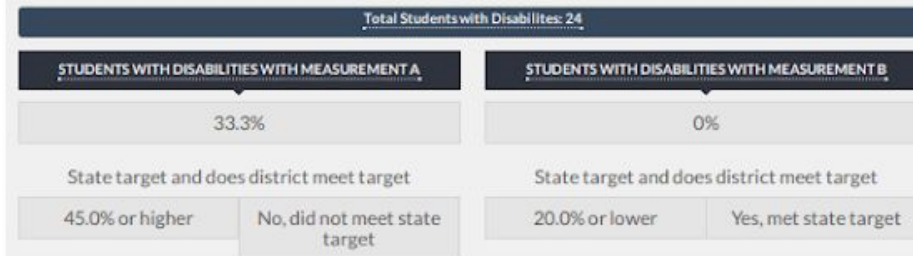 Total Students with Disabilites: 24
STUDENTS WITH DISABILITIES WITH MEASUREMENT A
33.3%
State target and does district meet target
45.0% or higher
No, did not meet state
target
STUDENTS WITH DISABILITIES WITH MEASUREMENT B
0%
State target and does district meet target
20.0% or lower
Yes, met state target